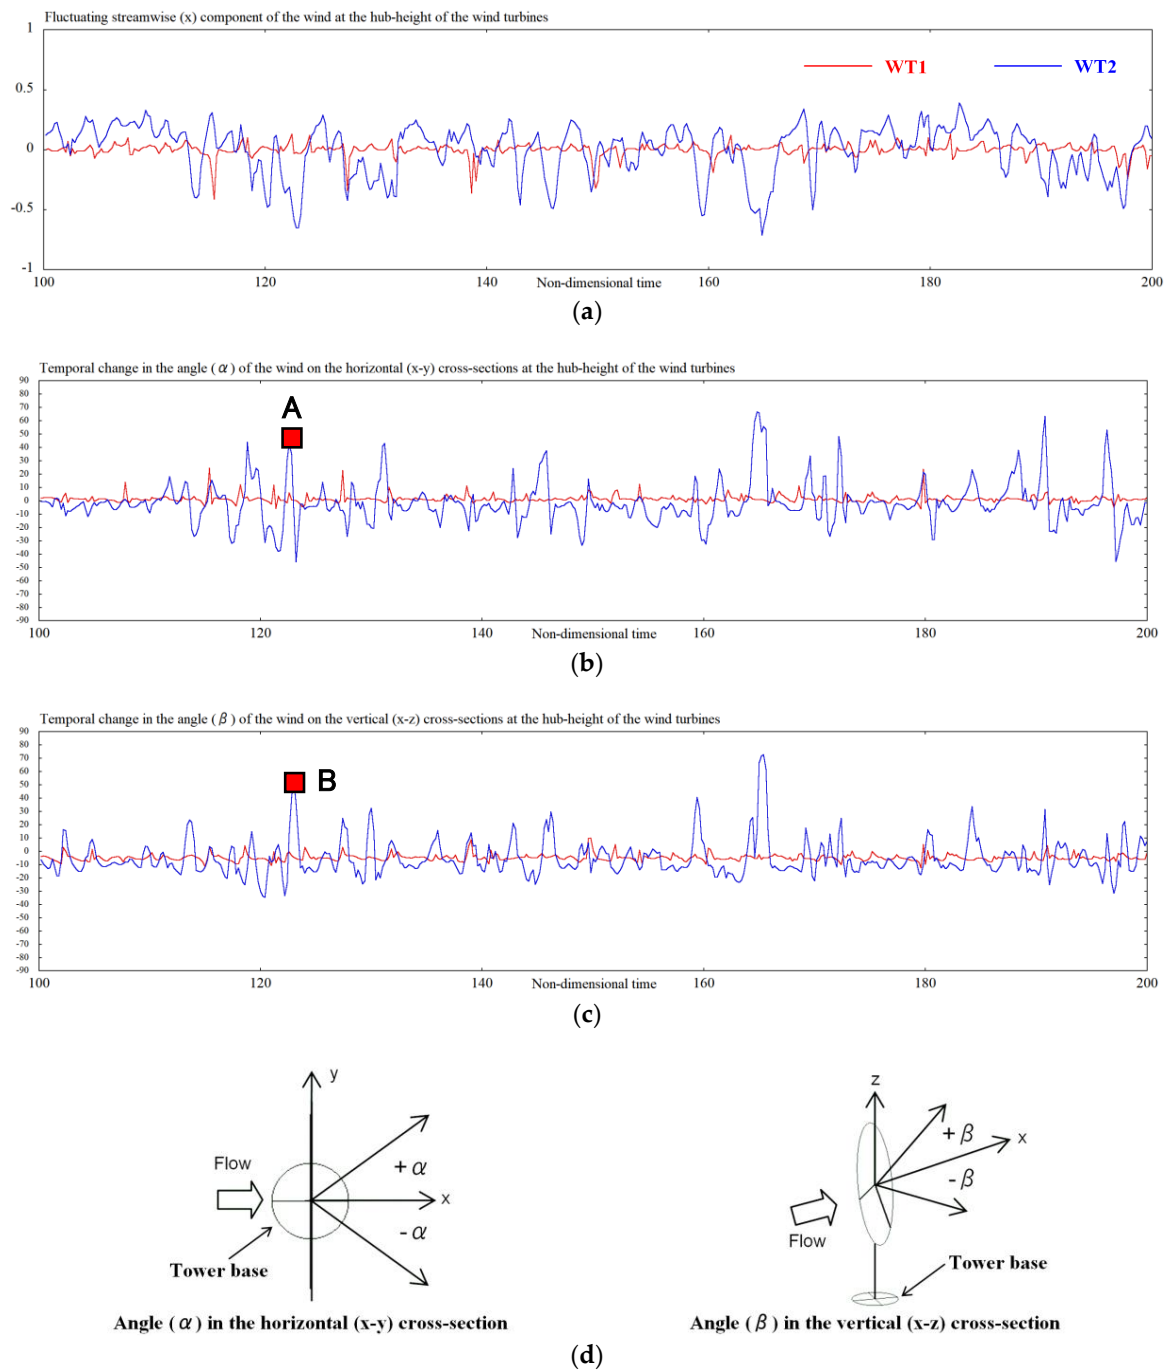 Fluctuating streamwise (x) component of the wind at the hub-height of the wind turbines
1
WT1
WT2
0.5
0
-0.5
-1
100
120
140
Non-dimensional time
160
180
200
(a)
Temporal change in the angle (α) of the wind on the horizontal (x-y) cross-sections at the hub-height of the wind turbines
90
80
70
60
50
40
30
20
10
0
-10
-20
-30
-40
-50
-60
-70
-80
-90
A
100
120
140
Non-dimensional time
160
180
200
(b)
Temporal change in the angle (β) of the wind on the vertical (x-z) cross-sections at the hub-height of the wind turbines
90
80
70
60
50
40
30
20
10
0
-10
-20
-30
-40
-50
-60
-70
-80
-90
B
100
120
140
Non-dimensional time
160
180
200
(c)
y
Flow
+ α
x
- α
Tower base
Angle (α) in the horizontal (x-y) cross-section
z
+ β
x
- β
Flow
Tower base
Angle (β) in the vertical (x-z) cross-section
(d)